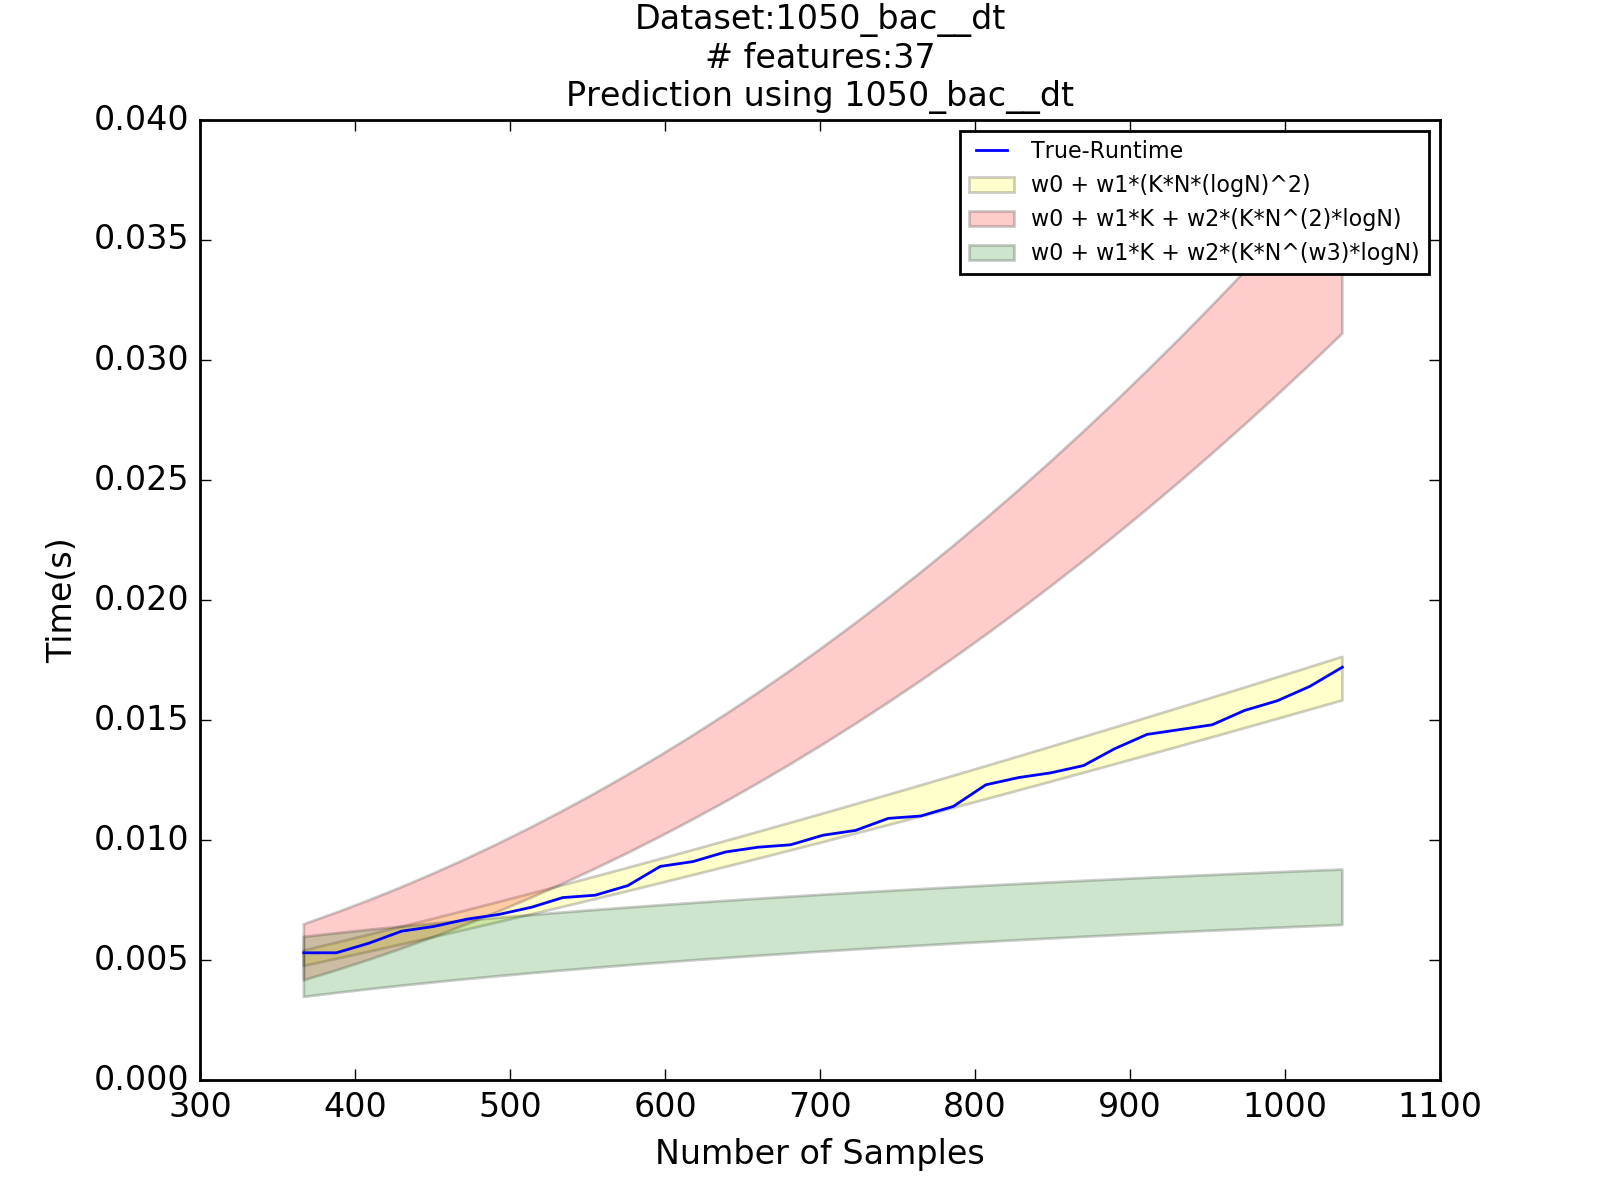 Dataset:1050_bac__dt
# features:37
Prediction using 1050_bac__dt
0.040
0.035
0.030
0.025
0.020
0.015
0.010
0.005
0.000
Time(s)
True-Runtime
w0 + w1*(K*N*(logN)^2)
w0 + w1*K + w2*(K*N^(2)*logN)
w0 + w1*K + w2*(K*N^(w3)*logN)
300 400 500 600 700 800 900 1000 1100
Number of Samples